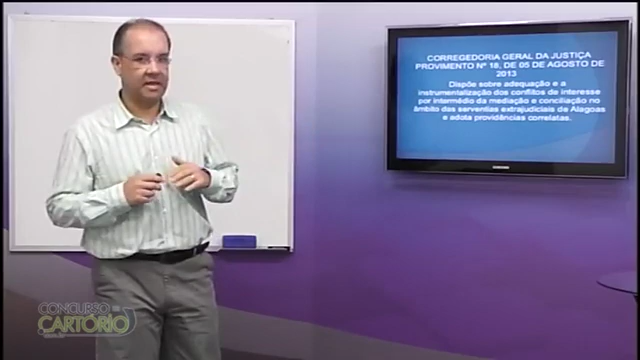 CORREGEDORIA GERAL DA JUSTIÇA
PROVIMENTO Nº 18, DE 05 DE AGOSTO DE
2013
Dispõe sobre adequação e a
instrumentalização dos conflitos de interesse
por intermédio da mediação e conciliação no
âmbito das serventias extrajudiciais de Alagoas
e adota providências correlatas.
SAMSUNG
CONCURSO DE
CARTÓRIO